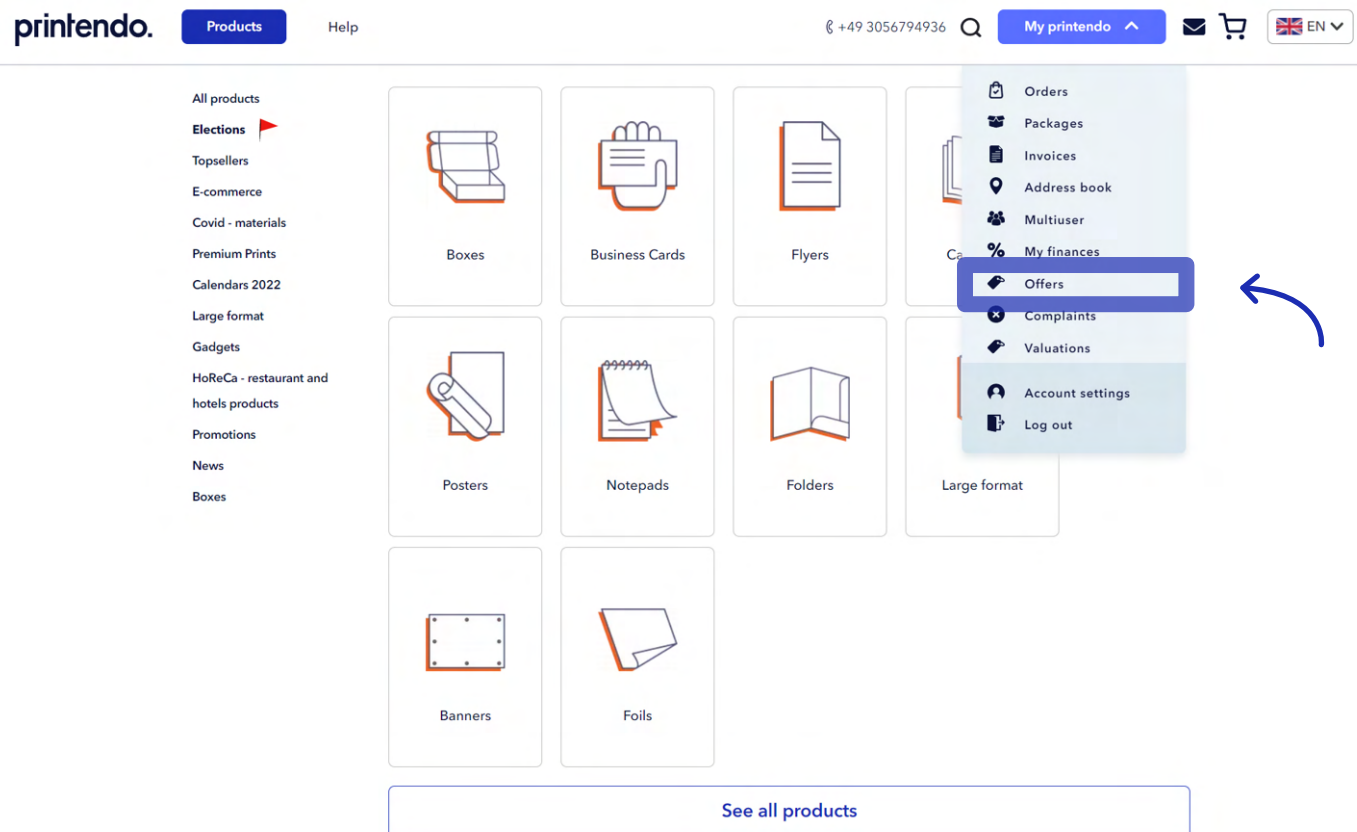 printendo.
Products
Help
+49 3056794936
My printendo
EN
All products
Elections
Topsellers
E-commerce
Covid - materials
Premium Prints
Calendars 2022
Large format
Gadgets
HoReCa - restaurant and
hotels products
Promotions
News
Boxes
Boxes
Business Cards
Flyers
Ca
Posters
Notepads
Folders
Large format
Banners
Foils
See all products
Orders
Packages
Invoices
Address book
Multiuser
My finances
Offers
Complaints
Valuations
Account settings
Log out